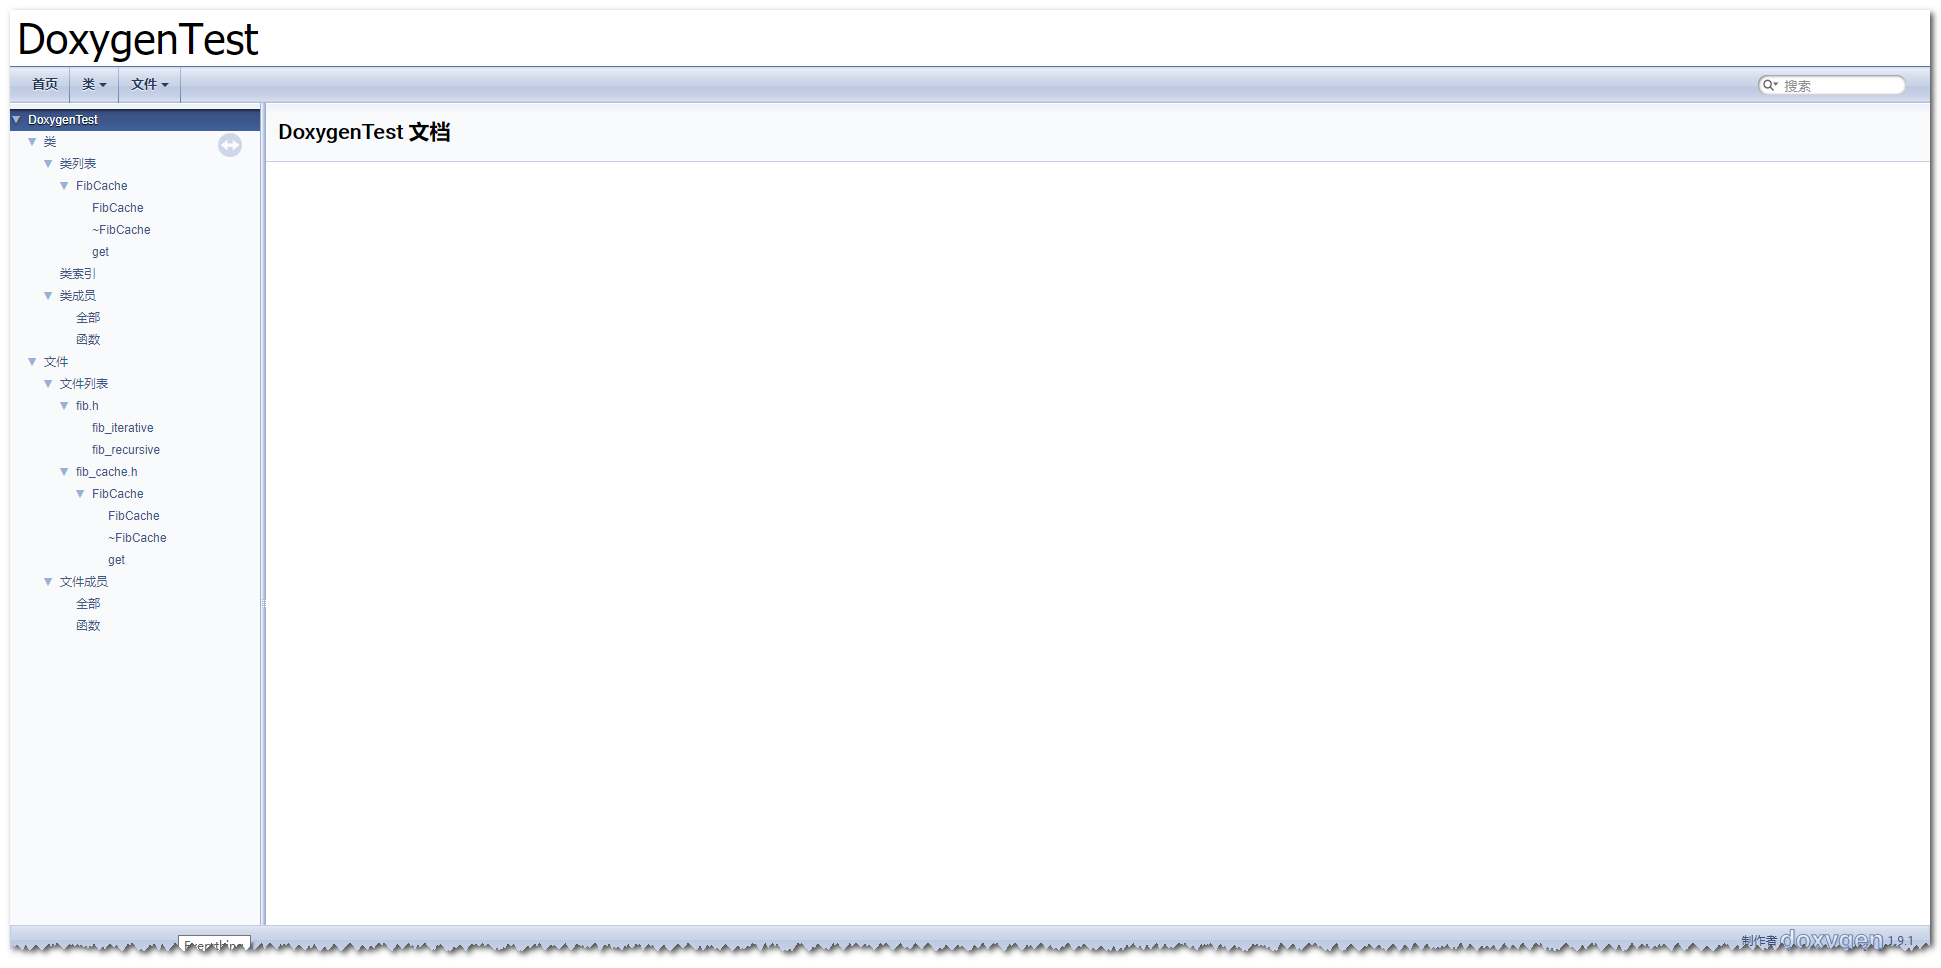 DoxygenTest
首页 类 文件 搜索
DoxygenTest
类
类列表
FibCache
FibCache
~FibCache
get
类索引
类成员
全部
函数
文件
文件列表
fib.h
fib_iterative
fib_recursive
fib_cache.h
FibCache
FibCache
~FibCache
get
文件成员
全部
函数
DoxygenTest 文档
Everything
制作者 doxygen 1.9.1